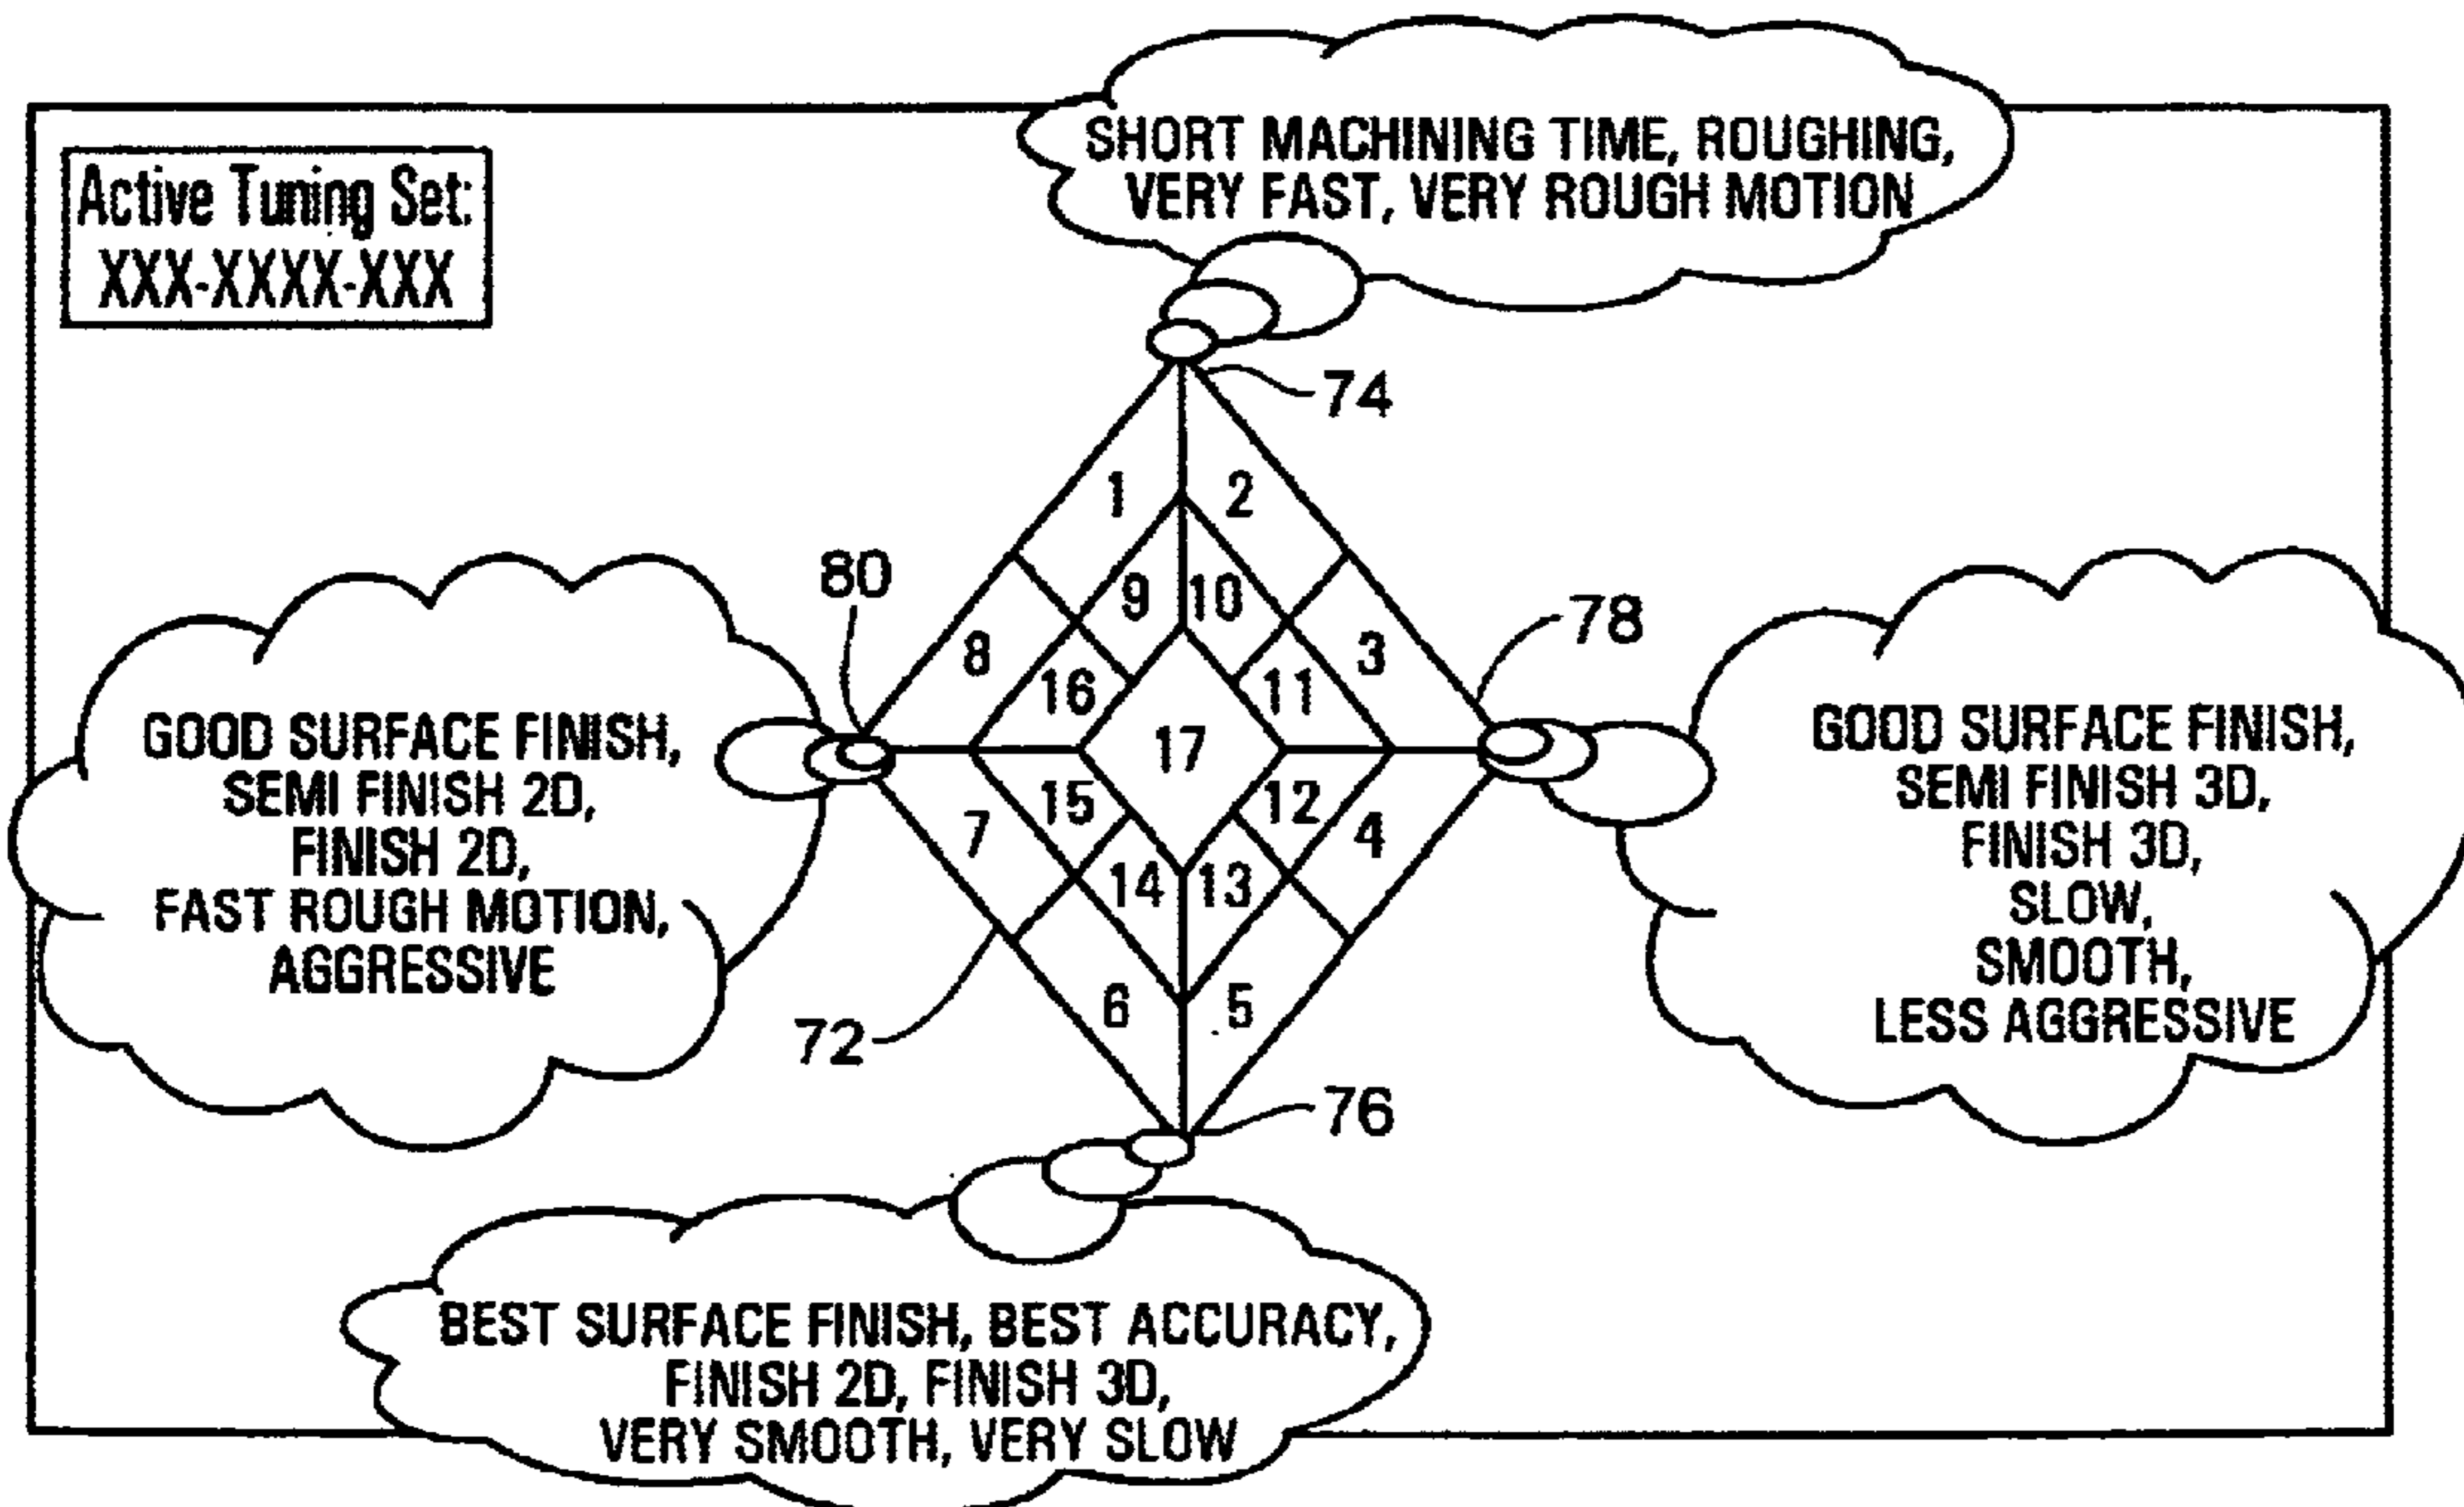 SHORT MACHINING TIME, ROUGHING,
VERY FAST, VERY ROUGH MOTION
Active Tuning Set:
XXX-XXXX-XXX
74
1
2
80
9
10
78
8
3
16
11
17
GOOD SURFACE FINISH,
SEMI FINISH 2D,
FINISH 2D,
FAST ROUGH MOTION,
AGGRESSIVE
GOOD SURFACE FINISH,
SEMI FINISH 3D,
FINISH 3D,
SLOW,
SMOOTH,
LESS AGGRESSIVE
15
12
7
4
14
13
6
5
72
76
BEST SURFACE FINISH, BEST ACCURACY,
FINISH 2D, FINISH 3D,
VERY SMOOTH, VERY SLOW